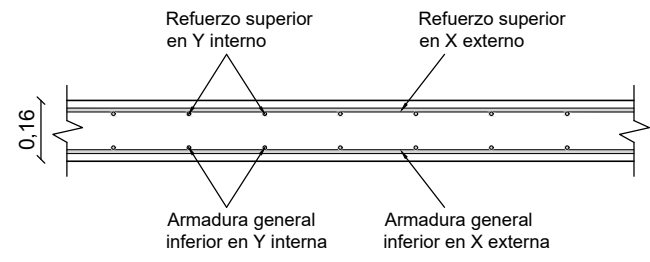 Refuerzo superior
en Y interno
Refuerzo superior
en X externo
0,16
Armadura general
inferior en Y interna
Armadura general
inferior en X externa